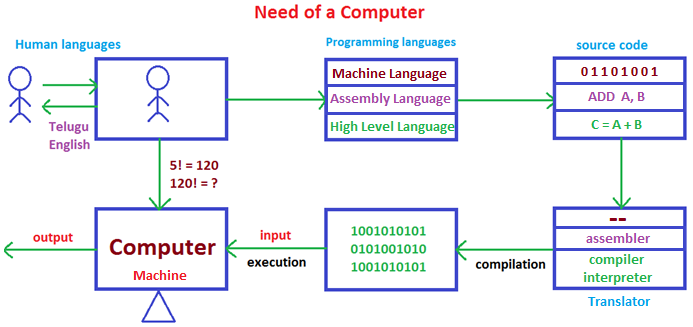 Need of a Computer
Human languages
Programming languages
source code
Machine Language
Assembly Language
High Level Language
0 1 1 0 1 0 0 1
ADD A, B
C = A + B
Telugu
English
5! = 120
120! = ?
output
Computer
Machine
input
execution
1001010101
0101001010
1001010101
compilation
--
assembler
compiler
interpreter
Translator